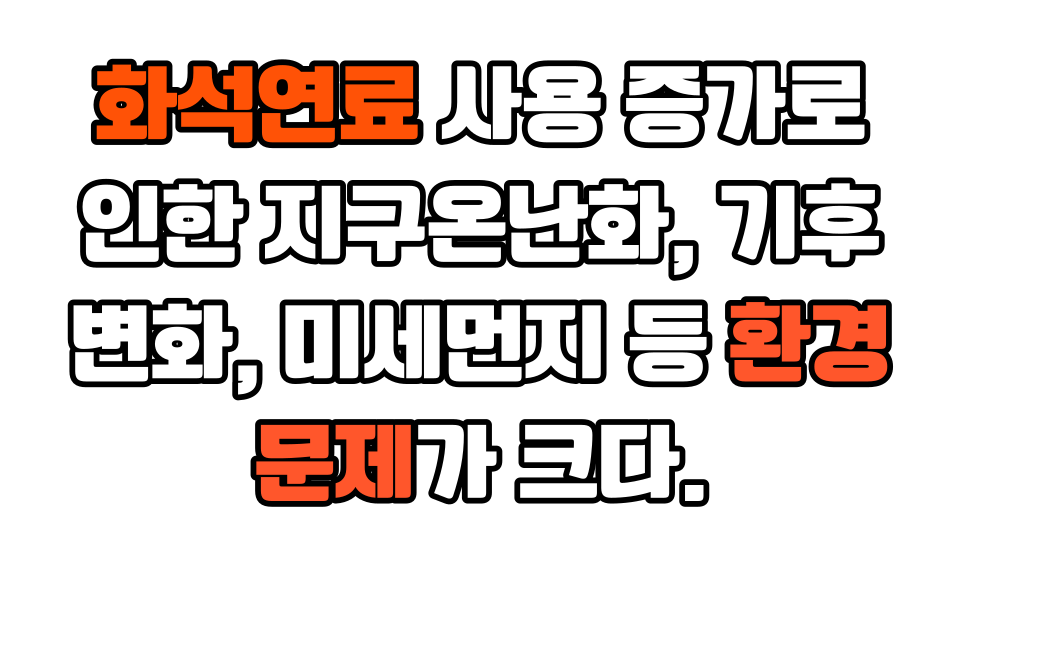 화석연료 사용 증가로
인한 지구온난화, 기후
변화, 미세먼지 등 환경
문제가 크다.